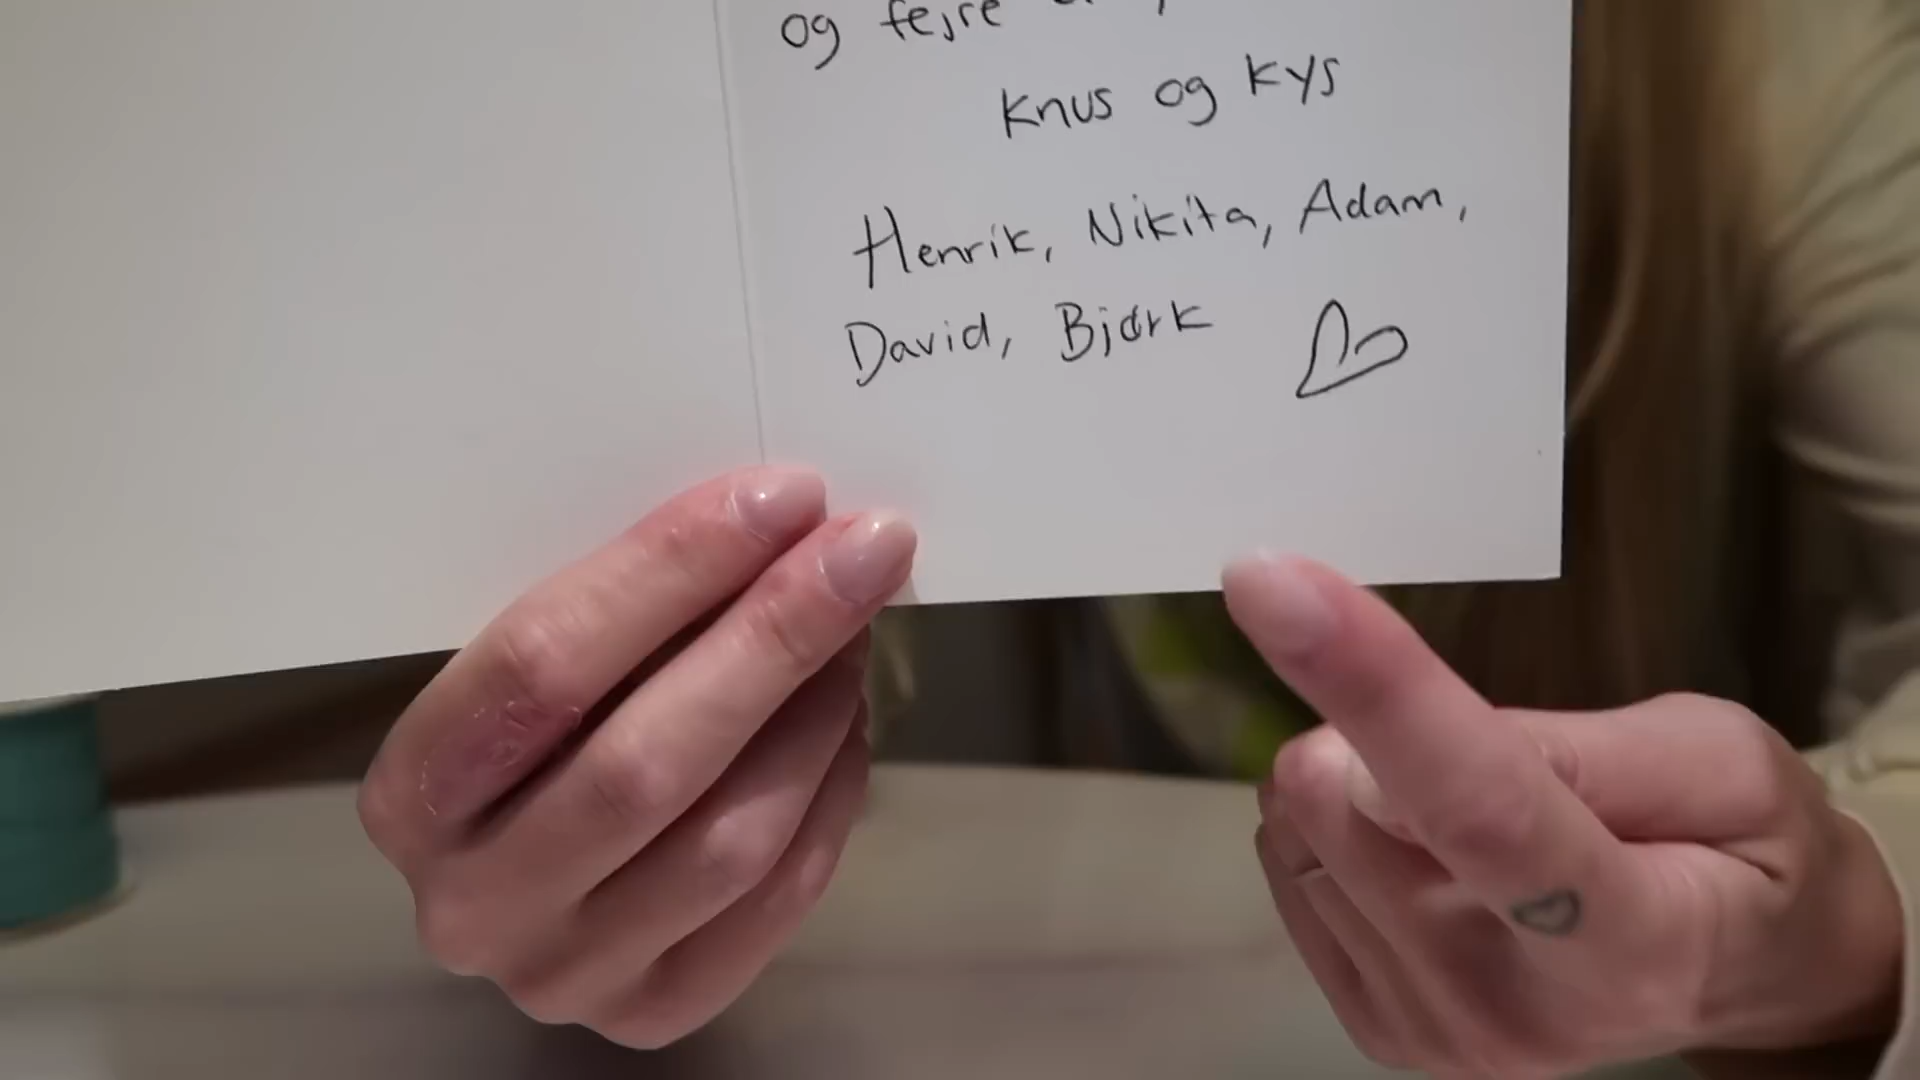 og fejre
Knus og kys
Henrik, Nikita, Adam,
David, Bjørk